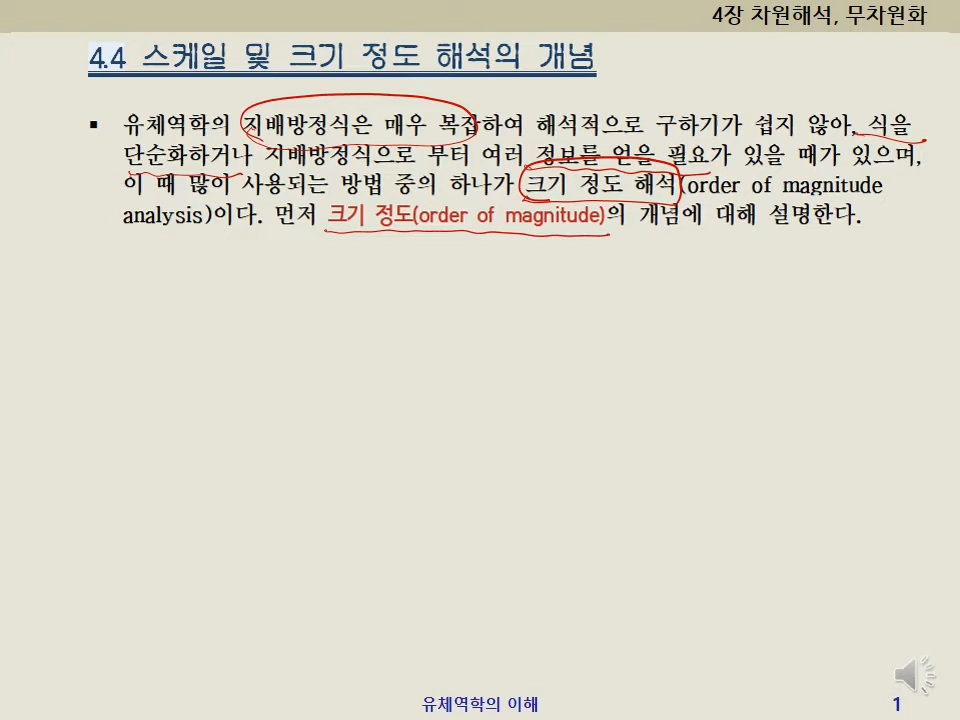 4장 차원해석, 무차원화
4.4 스케일 및 크기 정도 해석의 개념
▪ 유체역학의 지배방정식은 매우 복잡하여 해석적으로 구하기가 쉽지 않아, 식을
단순화하거나 지배방정식으로 부터 여러 정보를 얻을 필요가 있을 때가 있으며,
이 때 많이 사용되는 방법 중의 하나가 크기 정도 해석(order of magnitude
analysis)이다. 먼저 크기 정도(order of magnitude)의 개념에 대해 설명한다.
유체역학의 이해
1